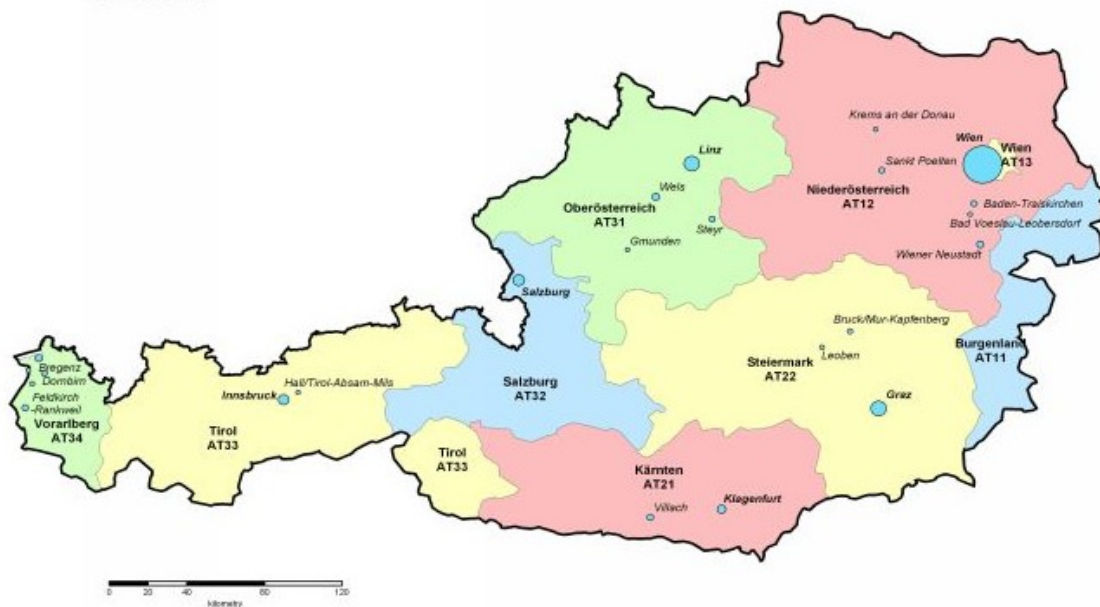 Krems an der Donau
Wien
Wien
AT13
Linz
Sankt Poelten
Niederösterreich
AT12
Wels
Baden-Traiskirchen
Oberösterreich
AT31
Bad Voeslau-Leobersdorf
Steyr
Gmunden
Wiener Neustadt
Salzburg
Bruck/Mur-Kapfenberg
Burgenland
AT11
Leoben
Steiermark
AT22
Bregenz
Dornbirn
Hall/Tirol-Absam-Mils
Salzburg
AT32
Innsbruck
Graz
Feldkirch
-Rankweil
Vorarlberg
AT34
Tirol
AT33
Tirol
AT33
Kärnten
AT21
Klagenfurt
Villach
0 20 40 80 120
kilometry